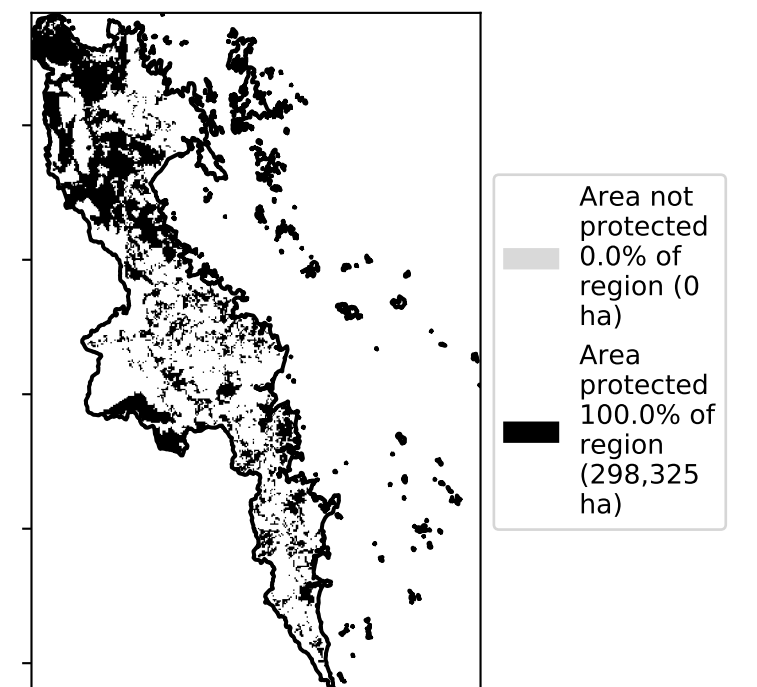 Area not
protected
0.0% of
region (0
ha)
Area
protected
100.0% of
region
(298,325
ha)